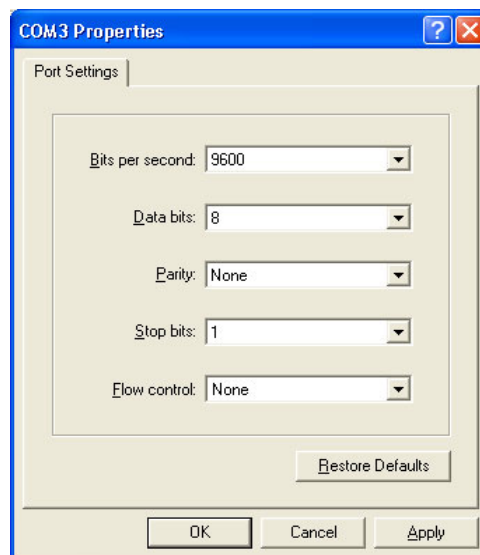 COM3 Properties
Port Settings
Bits per second: 9600
Data bits: 8
Parity: None
Stop bits: 1
Flow control: None
Restore Defaults
OK Cancel Apply